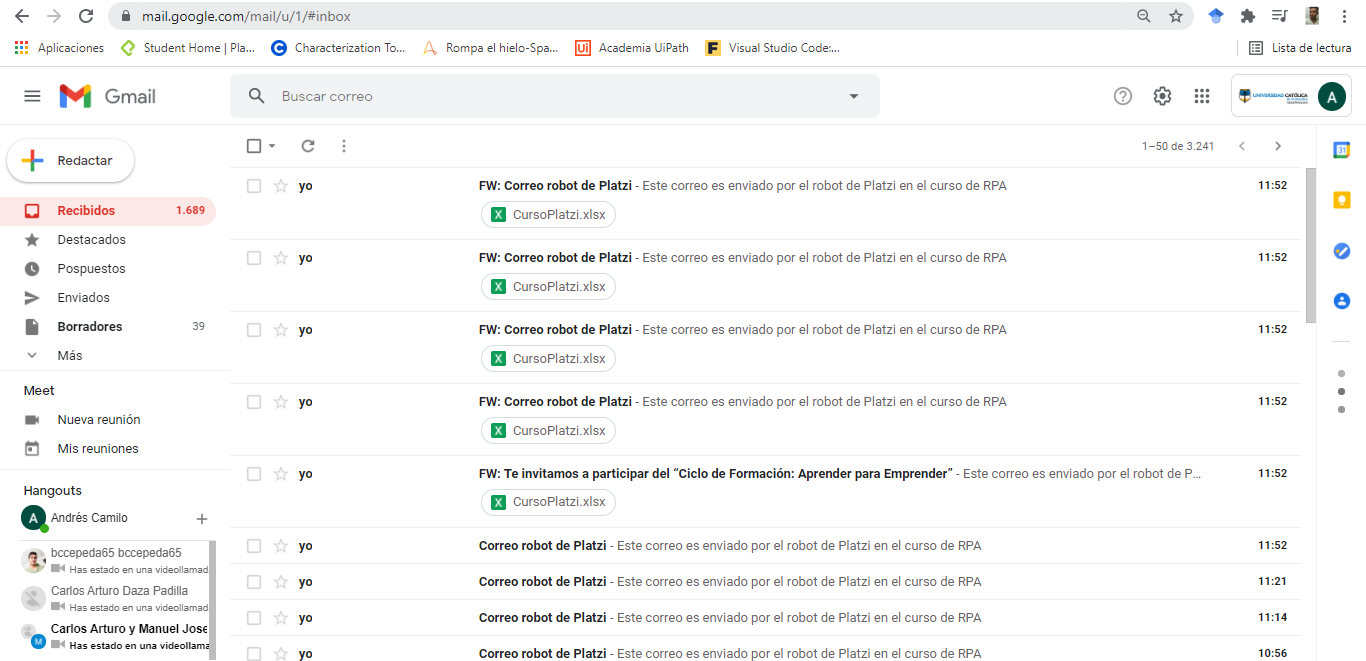 mail.google.com/mail/u/1/#inbox
Aplicaciones Student Home | Pla... Characterization To... Rompa el hielo-Spa... Academia UiPath Visual Studio Code:... Lista de lectura
Gmail
Buscar correo
UNIVERSIDAD CATÓLICA
A
Redactar
1–50 de 3.241
Recibidos 1.689
Destacados
Pospuestos
Enviados
Borradores 39
Más
Meet
Nueva reunión
Mis reuniones
Hangouts
A Andrés Camilo
bccepeda65 bccepeda65
Has estado en una videollamad
Carlos Arturo Daza Padilla
Has estado en una videollamad
Carlos Arturo y Manuel Jose
M Has estado en una videollama
yo FW: Correo robot de Platzi - Este correo es enviado por el robot de Platzi en el curso de RPA 11:52
X CursoPlatzi.xlsx
yo FW: Correo robot de Platzi - Este correo es enviado por el robot de Platzi en el curso de RPA 11:52
X CursoPlatzi.xlsx
yo FW: Correo robot de Platzi - Este correo es enviado por el robot de Platzi en el curso de RPA 11:52
X CursoPlatzi.xlsx
yo FW: Correo robot de Platzi - Este correo es enviado por el robot de Platzi en el curso de RPA 11:52
X CursoPlatzi.xlsx
yo FW: Te invitamos a participar del “Ciclo de Formación: Aprender para Emprender” - Este correo es enviado por el robot de P... 11:52
X CursoPlatzi.xlsx
yo Correo robot de Platzi - Este correo es enviado por el robot de Platzi en el curso de RPA 11:52
yo Correo robot de Platzi - Este correo es enviado por el robot de Platzi en el curso de RPA 11:21
yo Correo robot de Platzi - Este correo es enviado por el robot de Platzi en el curso de RPA 11:14
yo Correo robot de Platzi - Este correo es enviado por el robot de Platzi en el curso de RPA 10:56
31